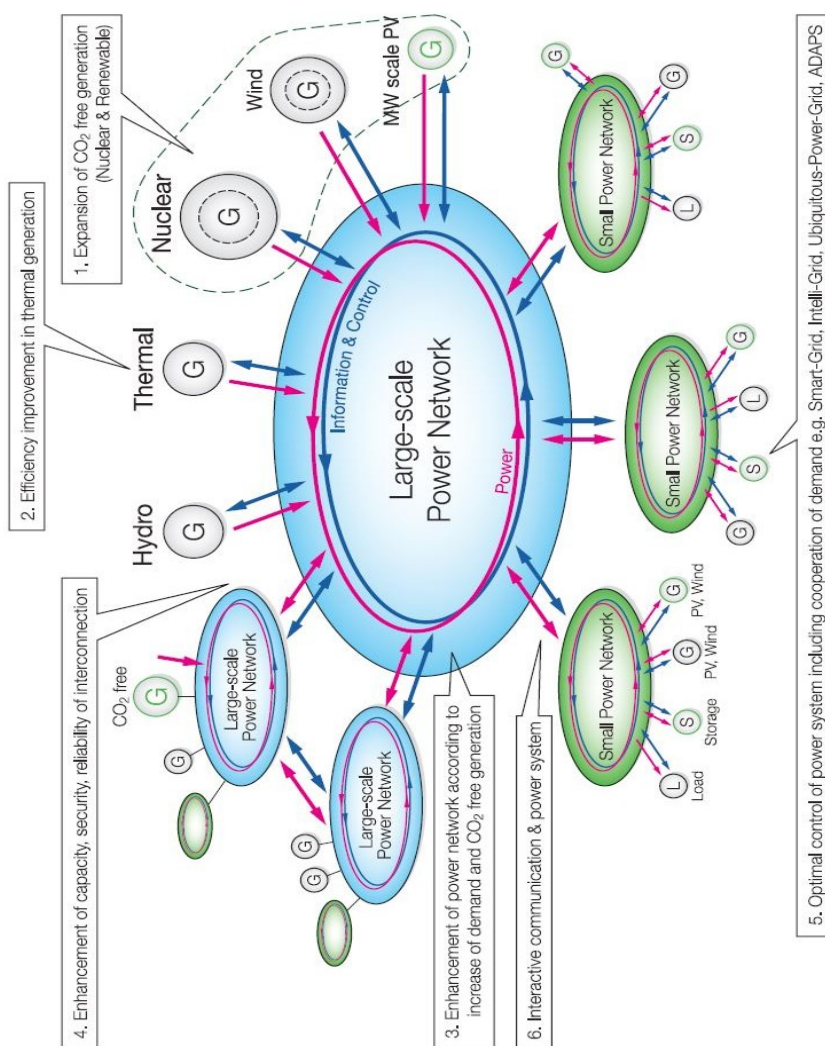 4. Enhancement of capacity, security, reliability of interconnection
2. Efficiency improvement in thermal generation
1. Expansion of CO₂ free generation
(Nuclear & Renewable)
CO₂ free
G
G
Large-scale
Power Network
Hydro
G
Thermal
G
Nuclear
G
Wind
G
MW scale PV
G
G
G
Large-scale
Power Network
Information & Control
Large-scale
Power Network
Power
3. Enhancement of power network according to
increase of demand and CO₂ free generation
6. Interactive communication & power system
Small Power Network
L
Load
S
Storage
G
PV, Wind
G
PV, Wind
Small Power Network
G
S
L
G
Small Power Network
L
S
G
G
5. Optimal control of power system including cooperation of demand e.g. Smart-Grid, Intelli-Grid, Ubiquitous-Power-Grid, ADAPS